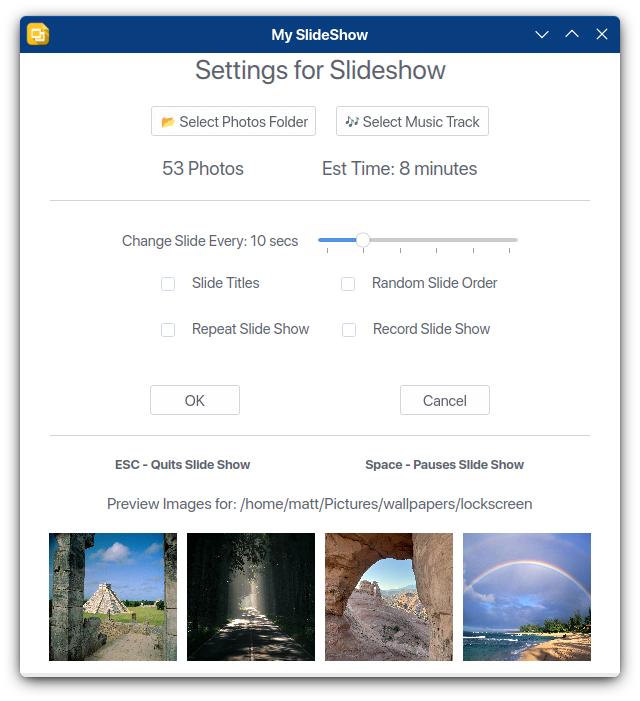 My SlideShow
Settings for Slideshow
Select Photos Folder
Select Music Track
53 Photos
Est Time: 8 minutes
Change Slide Every: 10 secs
Slide Titles
Random Slide Order
Repeat Slide Show
Record Slide Show
OK
Cancel
ESC - Quits Slide Show
Space - Pauses Slide Show
Preview Images for: /home/matt/Pictures/wallpapers/lockscreen